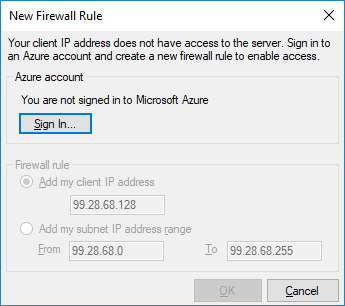 New Firewall Rule
Your client IP address does not have access to the server. Sign in to
an Azure account and create a new firewall rule to enable access.
Azure account
You are not signed in to Microsoft Azure
Sign In...
Firewall rule
Add my client IP address
99.28.68.128
Add my subnet IP address range
From 99.28.68.0 To 99.28.68.255
OK Cancel